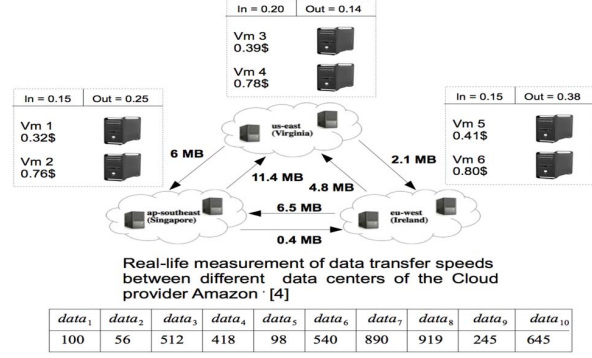 In = 0.20 Out = 0.14
Vm 3
0.39$
Vm 4
0.78$
In = 0.15 Out = 0.25
Vm 1
0.32$
Vm 2
0.76$
In = 0.15 Out = 0.38
Vm 5
0.41$
Vm 6
0.80$
us-east
(Virginia)
6 MB
2.1 MB
11.4 MB
4.8 MB
ap-southeast
(Singapore)
6.5 MB
eu-west
(Ireland)
0.4 MB
Real-life measurement of data transfer speeds
between different data centers of the Cloud
provider Amazon [4]
data1 data2 data3 data4 data5 data6 data7 data8 data9 data10
100 56 512 418 98 540 890 919 245 645